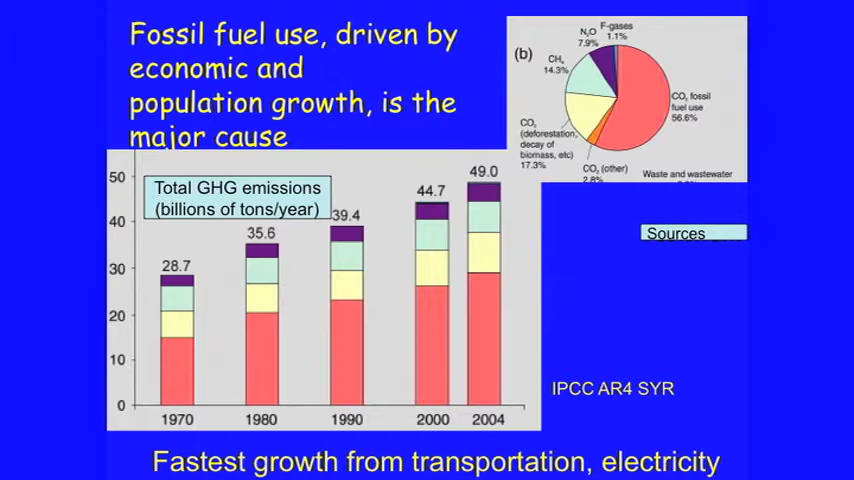 Fossil fuel use, driven by
economic and
population growth, is the
major cause
(b)
F-gases
1.1%
N₂O
7.9%
CH₄
14.3%
CO₂ fossil
fuel use
56.6%
CO₂
(deforestation,
decay of
biomass, etc)
17.3%
CO₂ (other)
2.8%
Waste and wastewater
Total GHG emissions
(billions of tons/year)
Sources
50
40
30
20
10
0
28.7
35.6
39.4
44.7
49.0
1970
1980
1990
2000
2004
IPCC AR4 SYR
Fastest growth from transportation, electricity